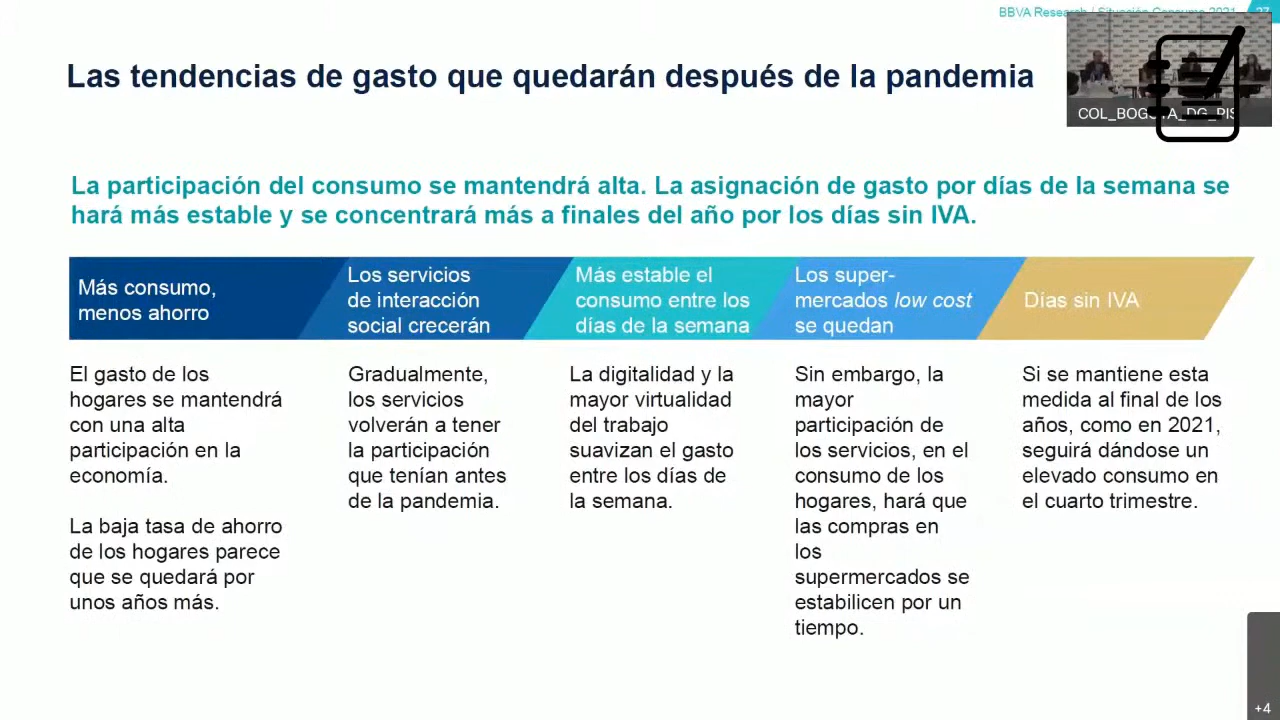 BBVA Research / Situación Consumo 2021 27
Las tendencias de gasto que quedarán después de la pandemia
La participación del consumo se mantendrá alta. La asignación de gasto por días de la semana se
hará más estable y se concentrará más a finales del año por los días sin IVA.
Más consumo,
menos ahorro
Los servicios
de interacción
social crecerán
Más estable el
consumo entre los
días de la semana
Los super-
mercados low cost
se quedan
Días sin IVA
El gasto de los
hogares se mantendrá
con una alta
participación en la
economía.
La baja tasa de ahorro
de los hogares parece
que se quedará por
unos años más.
Gradualmente,
los servicios
volverán a tener
la participación
que tenían antes
de la pandemia.
La digitalidad y la
mayor virtualidad
del trabajo
suavizan el gasto
entre los días de
la semana.
Sin embargo, la
mayor
participación de
los servicios, en el
consumo de los
hogares, hará que
las compras en
los
supermercados se
estabilicen por un
tiempo.
Si se mantiene esta
medida al final de los
años, como en 2021,
seguirá dándose un
elevado consumo en
el cuarto trimestre.
+4